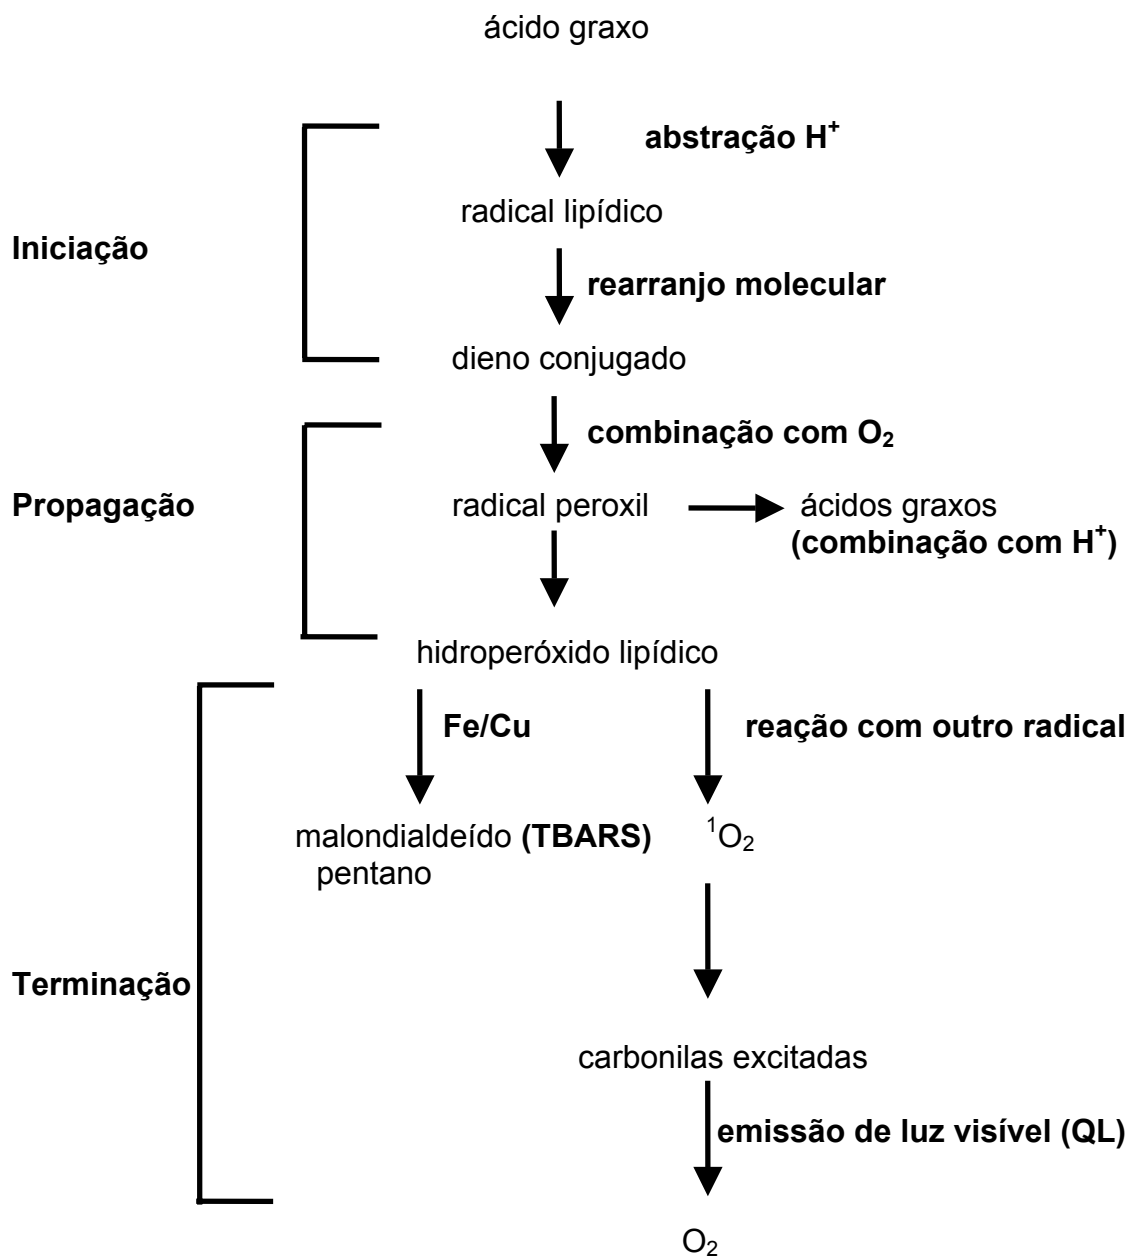 ácido graxo
abstração H⁺
radical lipídico
Iniciação
rearranjo molecular
dieno conjugado
combinação com O₂
Propagação
radical peroxil
ácidos graxos
(combinação com H⁺)
hidroperóxido lipídico
Fe/Cu
reação com outro radical
malondialdeído (TBARS)
¹O₂
pentano
Terminação
carbonilas excitadas
emissão de luz visível (QL)
O₂